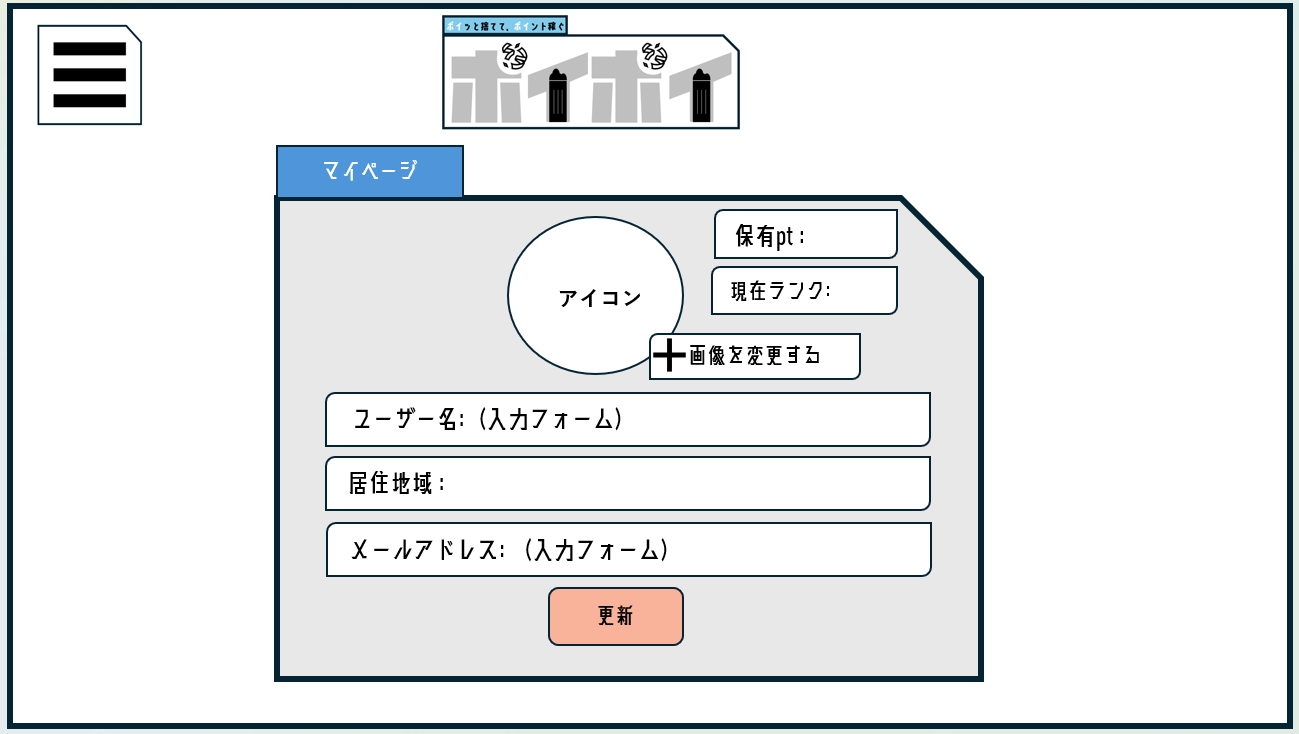 ポイッと捨てて、ポイント稼ぐ
ポイポイ
マイページ
保有pt :
アイコン
現在ランク:
画像を変更する
ユーザー名:（入力フォーム）
居住地域 :
メールアドレス:（入力フォーム）
更新